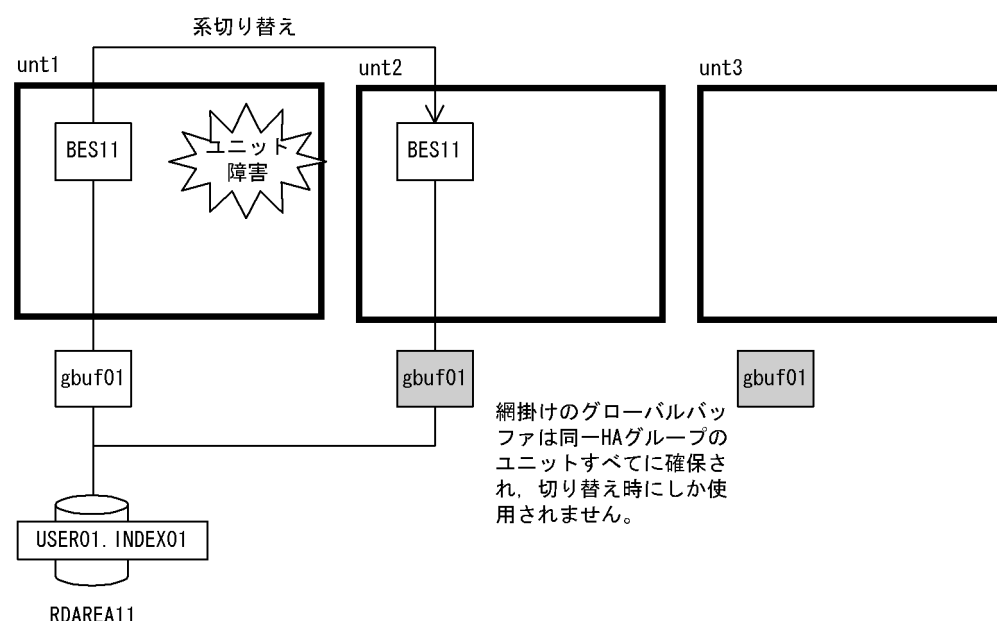 系切り替え
unt1
unt2
unt3
BES11
ユニット
障害
BES11
gbuf01
gbuf01
gbuf01
網掛けのグローバルバッ
ファは同一HAグループの
ユニットすべてに確保さ
れ，切り替え時にしか使
用されません。
USER01.INDEX01
RDAREA11